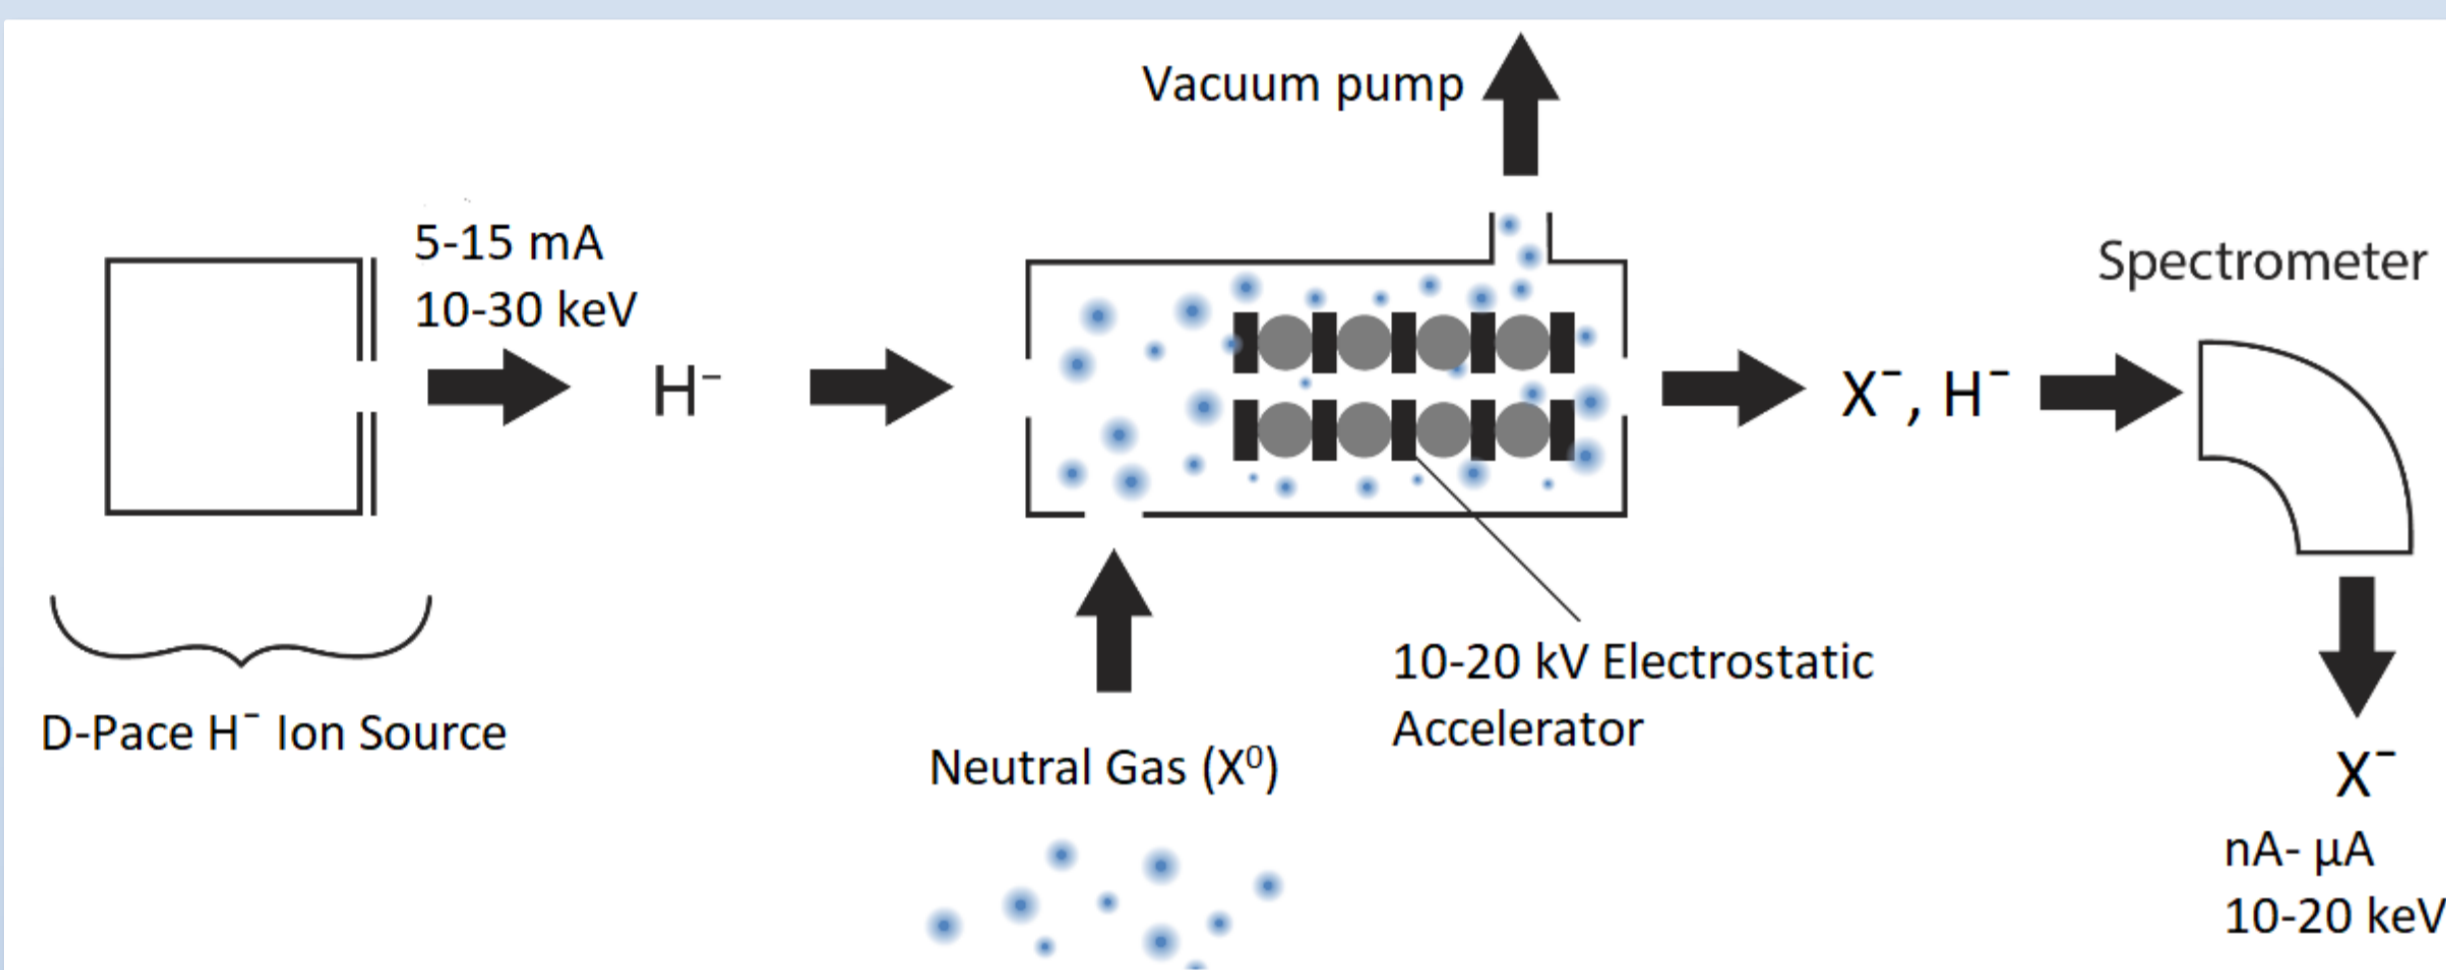 Vacuum pump
5-15 mA
10-30 keV
H⁻
X⁻, H⁻
Spectrometer
D-Pace H⁻ Ion Source
Neutral Gas (X⁰)
10-20 kV Electrostatic
Accelerator
X⁻
nA- µA
10-20 keV